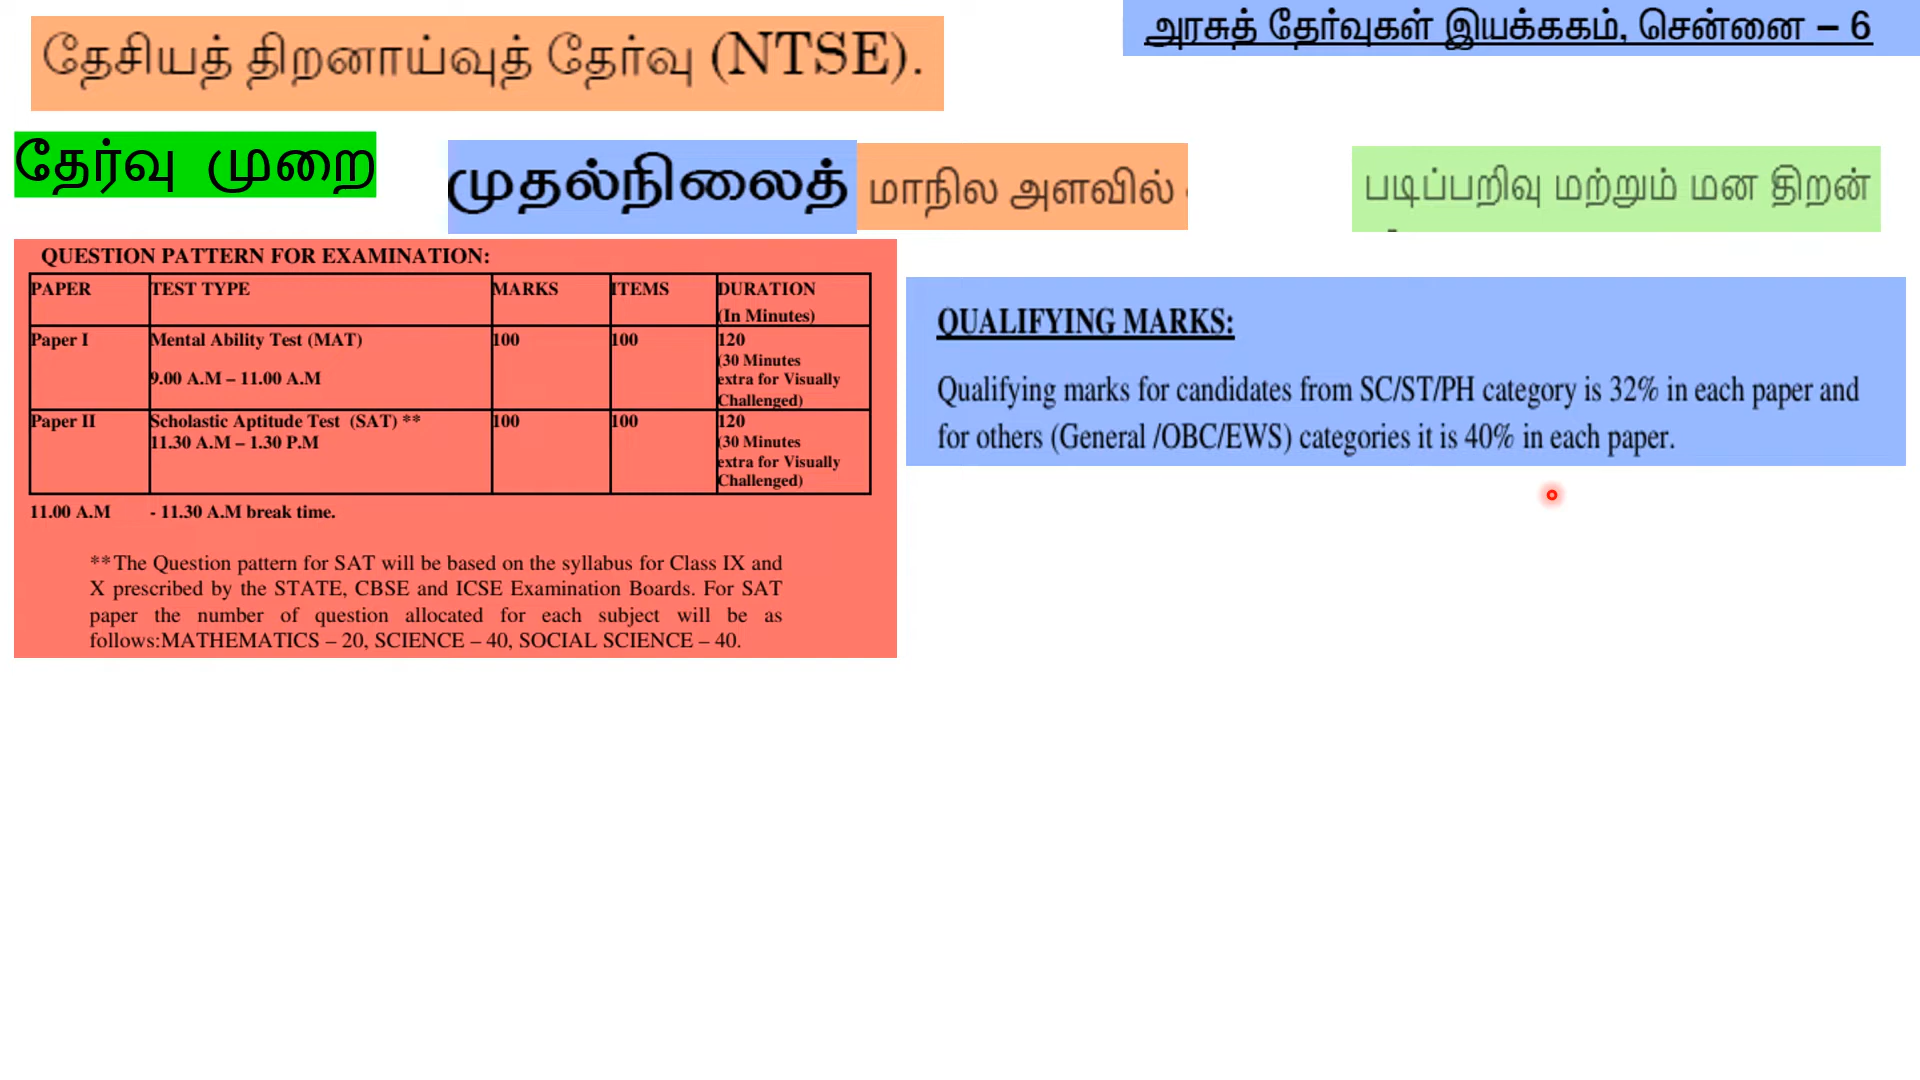 தேசியத் திறனாய்வுத் தேர்வு (NTSE).
அரசுத் தேர்வுகள் இயக்ககம், சென்னை – 6
தேர்வு முறை
முதல்நிலைத்
மாநில அளவில்
படிப்பறிவு மற்றும் மன திறன்
QUESTION PATTERN FOR EXAMINATION:
PAPER TEST TYPE MARKS ITEMS DURATION
(In Minutes)
Paper I Mental Ability Test (MAT) 100 100 120
(30 Minutes
9.00 A.M – 11.00 A.M extra for Visually
Challenged)
Paper II Scholastic Aptitude Test (SAT) ** 100 100 120
11.30 A.M – 1.30 P.M (30 Minutes
extra for Visually
Challenged)
11.00 A.M - 11.30 A.M break time.
**The Question pattern for SAT will be based on the syllabus for Class IX and
X prescribed by the STATE, CBSE and ICSE Examination Boards. For SAT
paper the number of question allocated for each subject will be as
follows:MATHEMATICS – 20, SCIENCE – 40, SOCIAL SCIENCE – 40.
QUALIFYING MARKS:
Qualifying marks for candidates from SC/ST/PH category is 32% in each paper and
for others (General /OBC/EWS) categories it is 40% in each paper.